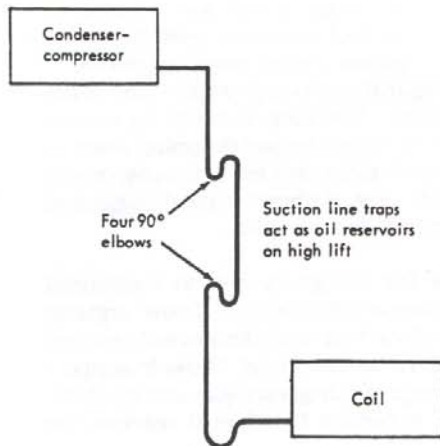 Condenser-
compressor
Four 90°
elbows
Suction line traps
act as oil reservoirs
on high lift
Coil